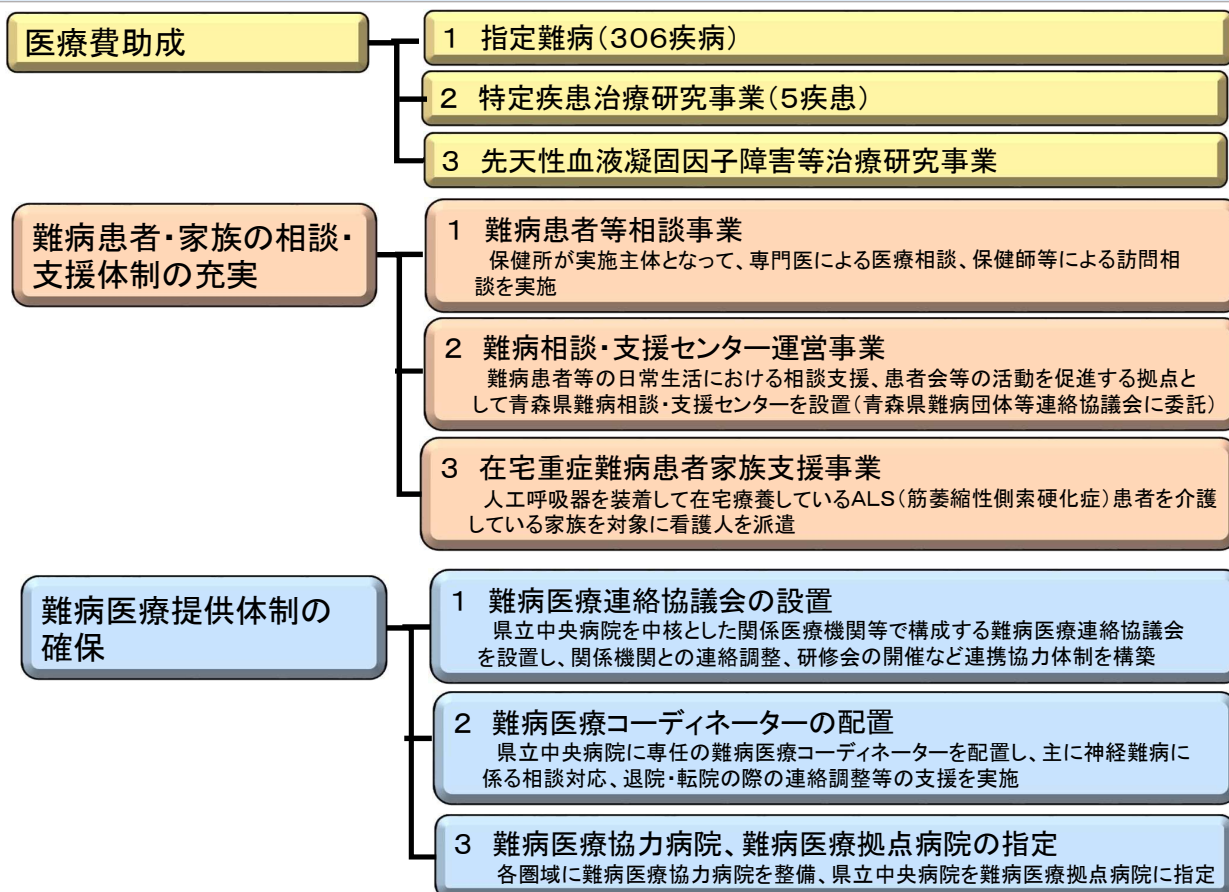 医療費助成
1 指定難病(306疾病)
2 特定疾患治療研究事業(5疾患)
3 先天性血液凝固因子障害等治療研究事業
難病患者・家族の相談・
支援体制の充実
1 難病患者等相談事業
保健所が実施主体となって、専門医による医療相談、保健師等による訪問相
談を実施
2 難病相談・支援センター運営事業
難病患者等の日常生活における相談支援、患者会等の活動を促進する拠点と
して青森県難病相談・支援センターを設置(青森県難病団体等連絡協議会に委託)
3 在宅重症難病患者家族支援事業
人工呼吸器を装着して在宅療養しているALS(筋萎縮性側索硬化症)患者を介護
している家族を対象に看護人を派遣
難病医療提供体制の
確保
1 難病医療連絡協議会の設置
県立中央病院を中核とした関係医療機関等で構成する難病医療連絡協議会
を設置し、関係機関との連絡調整、研修会の開催など連携協力体制を構築
2 難病医療コーディネーターの配置
県立中央病院に専任の難病医療コーディネーターを配置し、主に神経難病に
係る相談対応、退院・転院の際の連絡調整等の支援を実施
3 難病医療協力病院、難病医療拠点病院の指定
各圏域に難病医療協力病院を整備、県立中央病院を難病医療拠点病院に指定